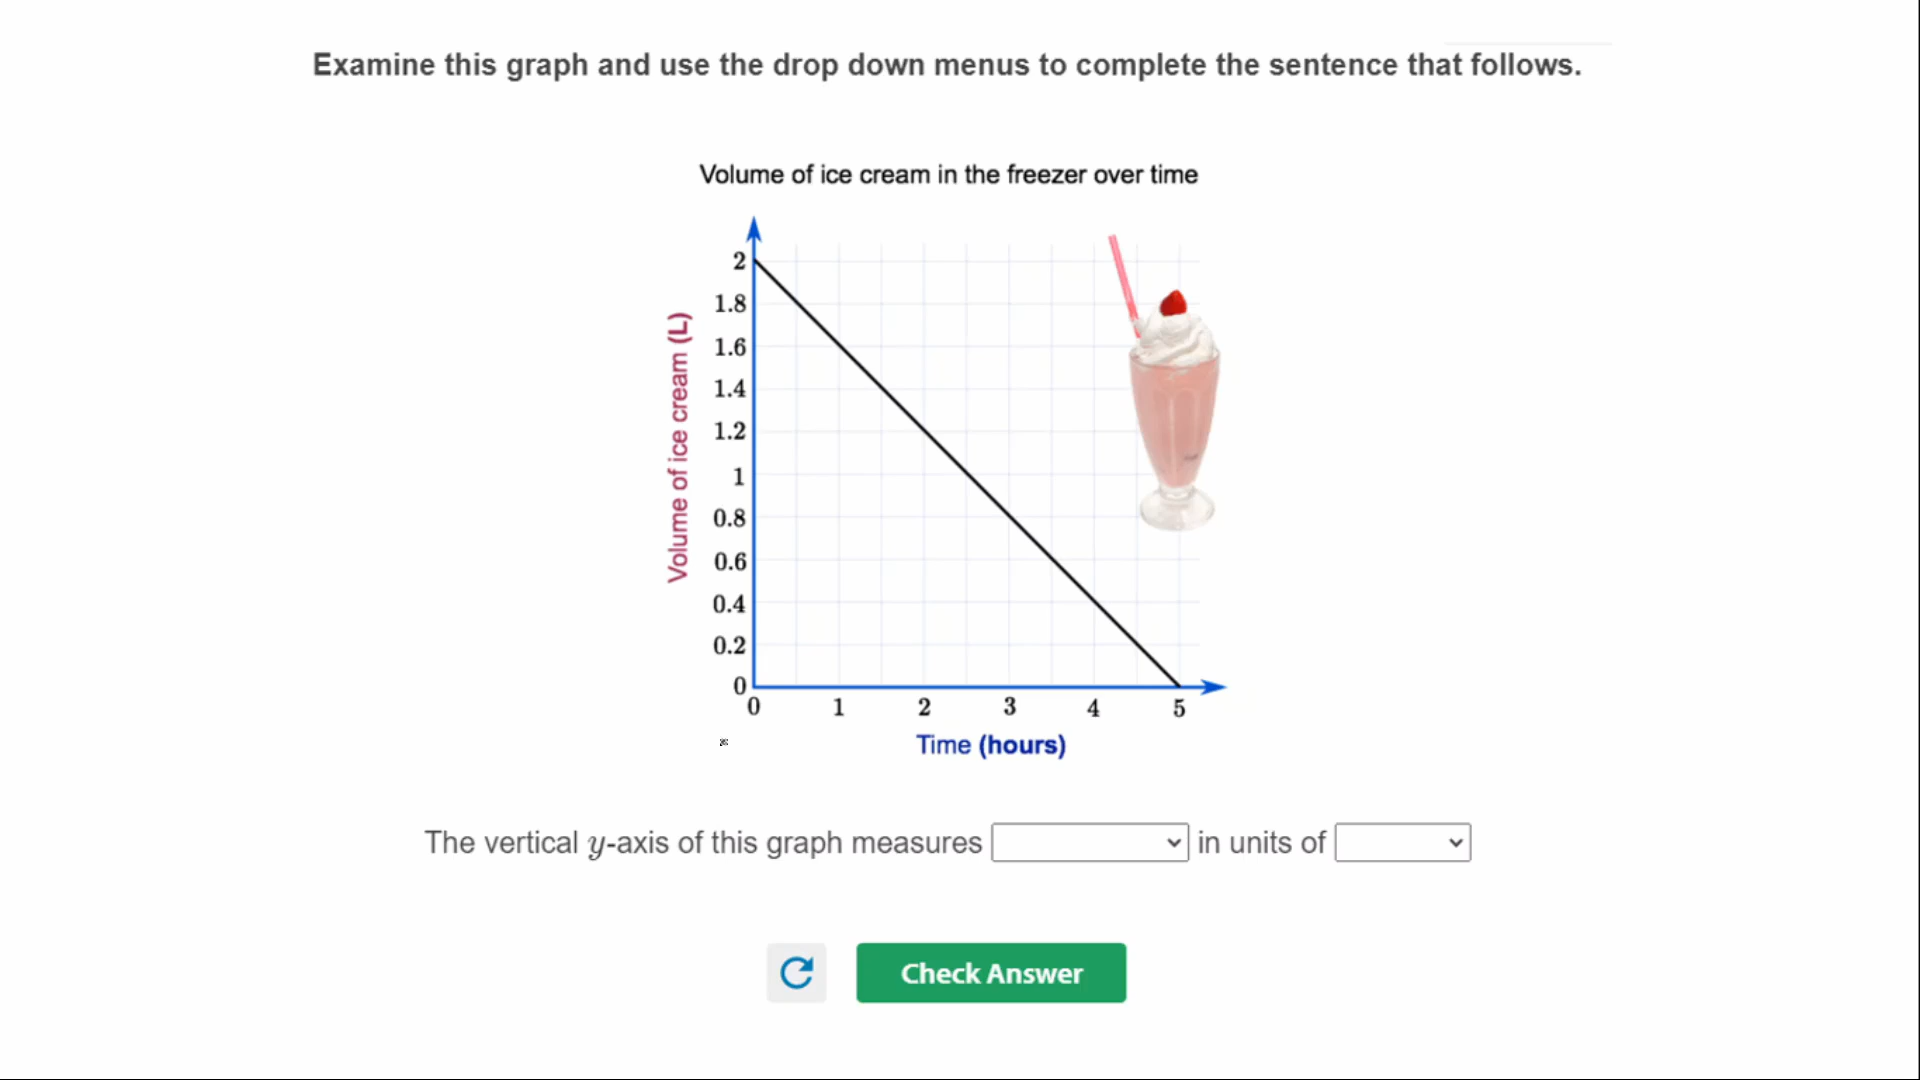 Examine this graph and use the drop down menus to complete the sentence that follows.
Volume of ice cream in the freezer over time
Volume of ice cream (L)
2
1.8
1.6
1.4
1.2
1
0.8
0.6
0.4
0.2
0
0 1 2 3 4 5
Time (hours)
The vertical y-axis of this graph measures in units of
Check Answer